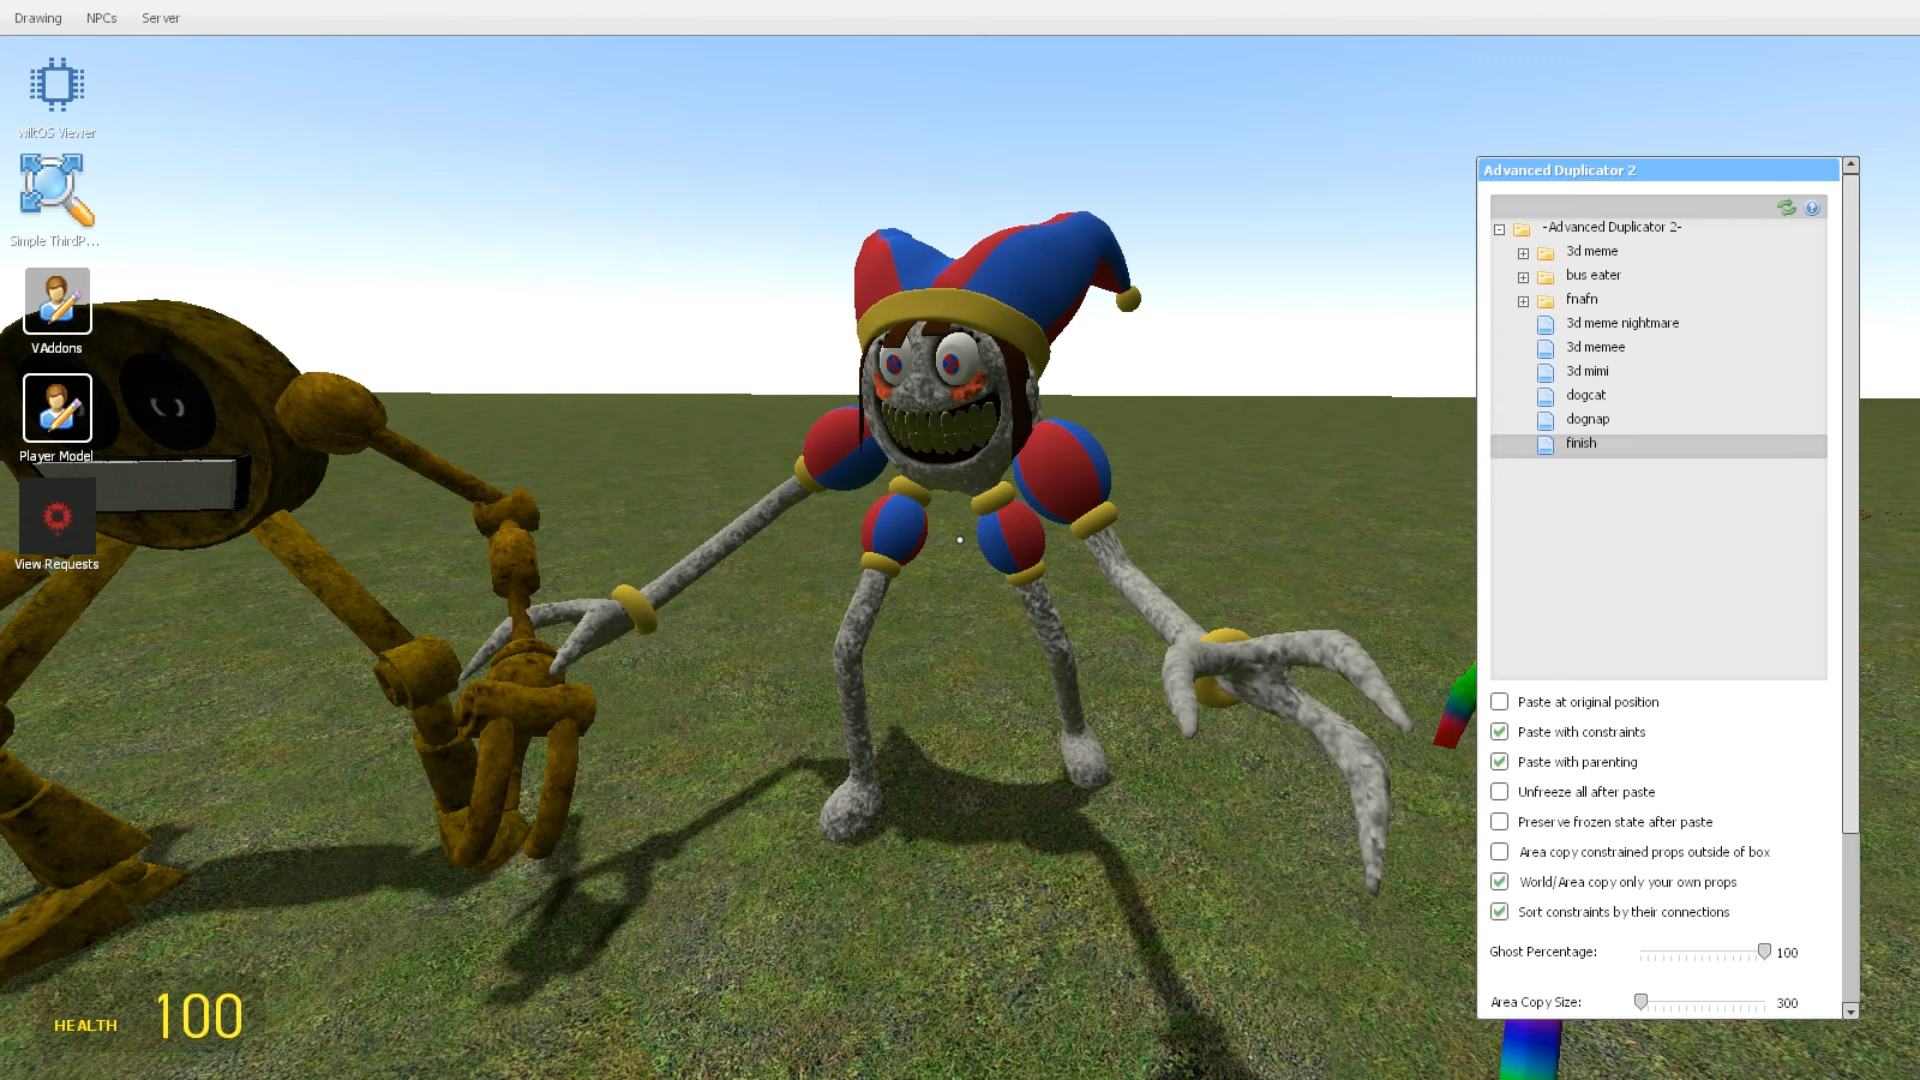 Drawing NPCs Server
wiltOS Viewer
Simple ThirdP...
VAddons
Player Model
View Requests
HEALTH 100
Advanced Duplicator 2
-Advanced Duplicator 2-
3d meme
bus eater
fnafn
3d meme nightmare
3d memee
3d mimi
dogcat
dognap
finish
Paste at original position
Paste with constraints
Paste with parenting
Unfreeze all after paste
Preserve frozen state after paste
Area copy constrained props outside of box
World/Area copy only your own props
Sort constraints by their connections
Ghost Percentage: 100
Area Copy Size: 300